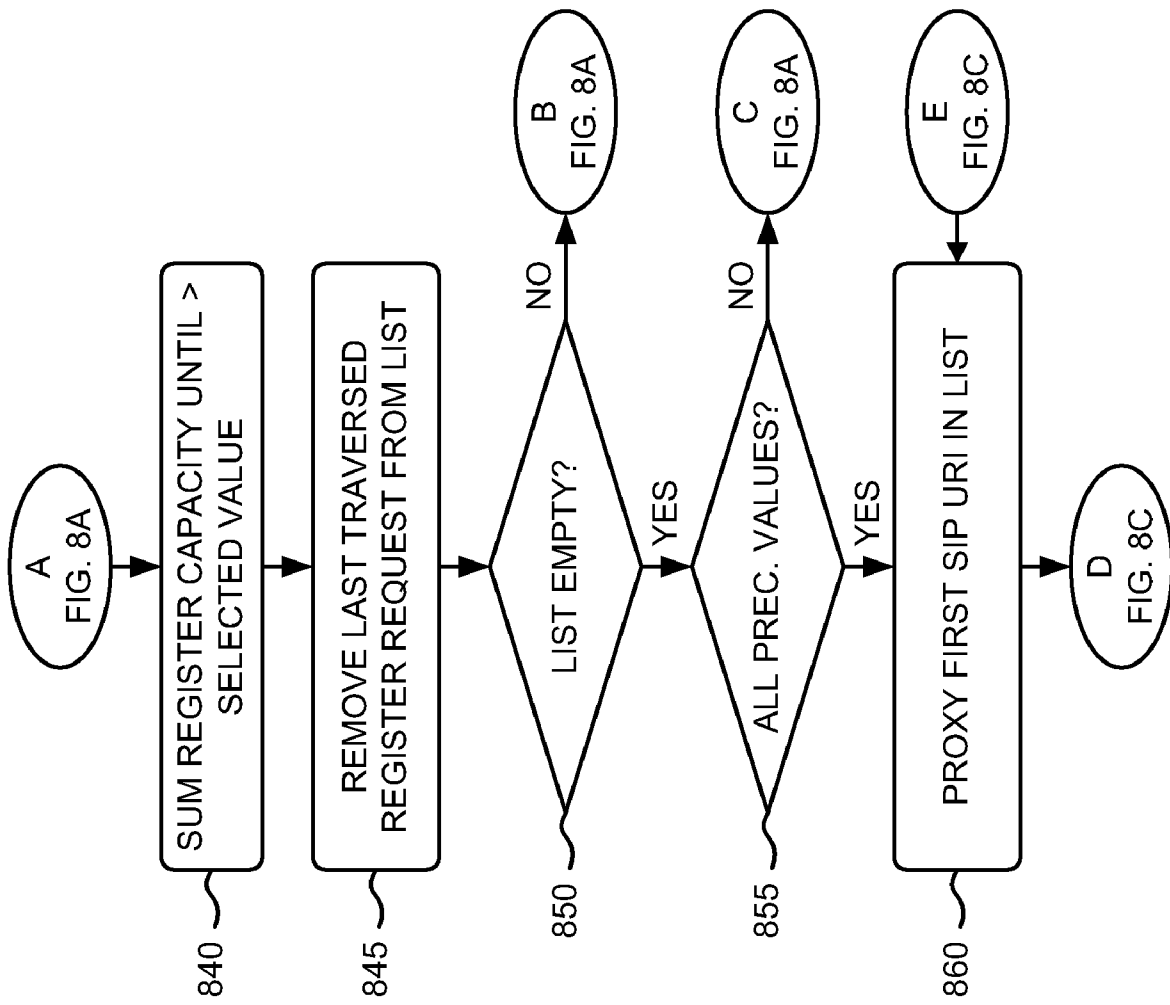 A
FIG. 8A
840
SUM REGISTER CAPACITY UNTIL >
SELECTED VALUE
845
REMOVE LAST TRAVERSED
REGISTER REQUEST FROM LIST
850
LIST EMPTY?
NO
B
FIG. 8A
YES
855
ALL PREC. VALUES?
NO
C
FIG. 8A
YES
860
PROXY FIRST SIP URI IN LIST
E
FIG. 8C
D
FIG. 8C